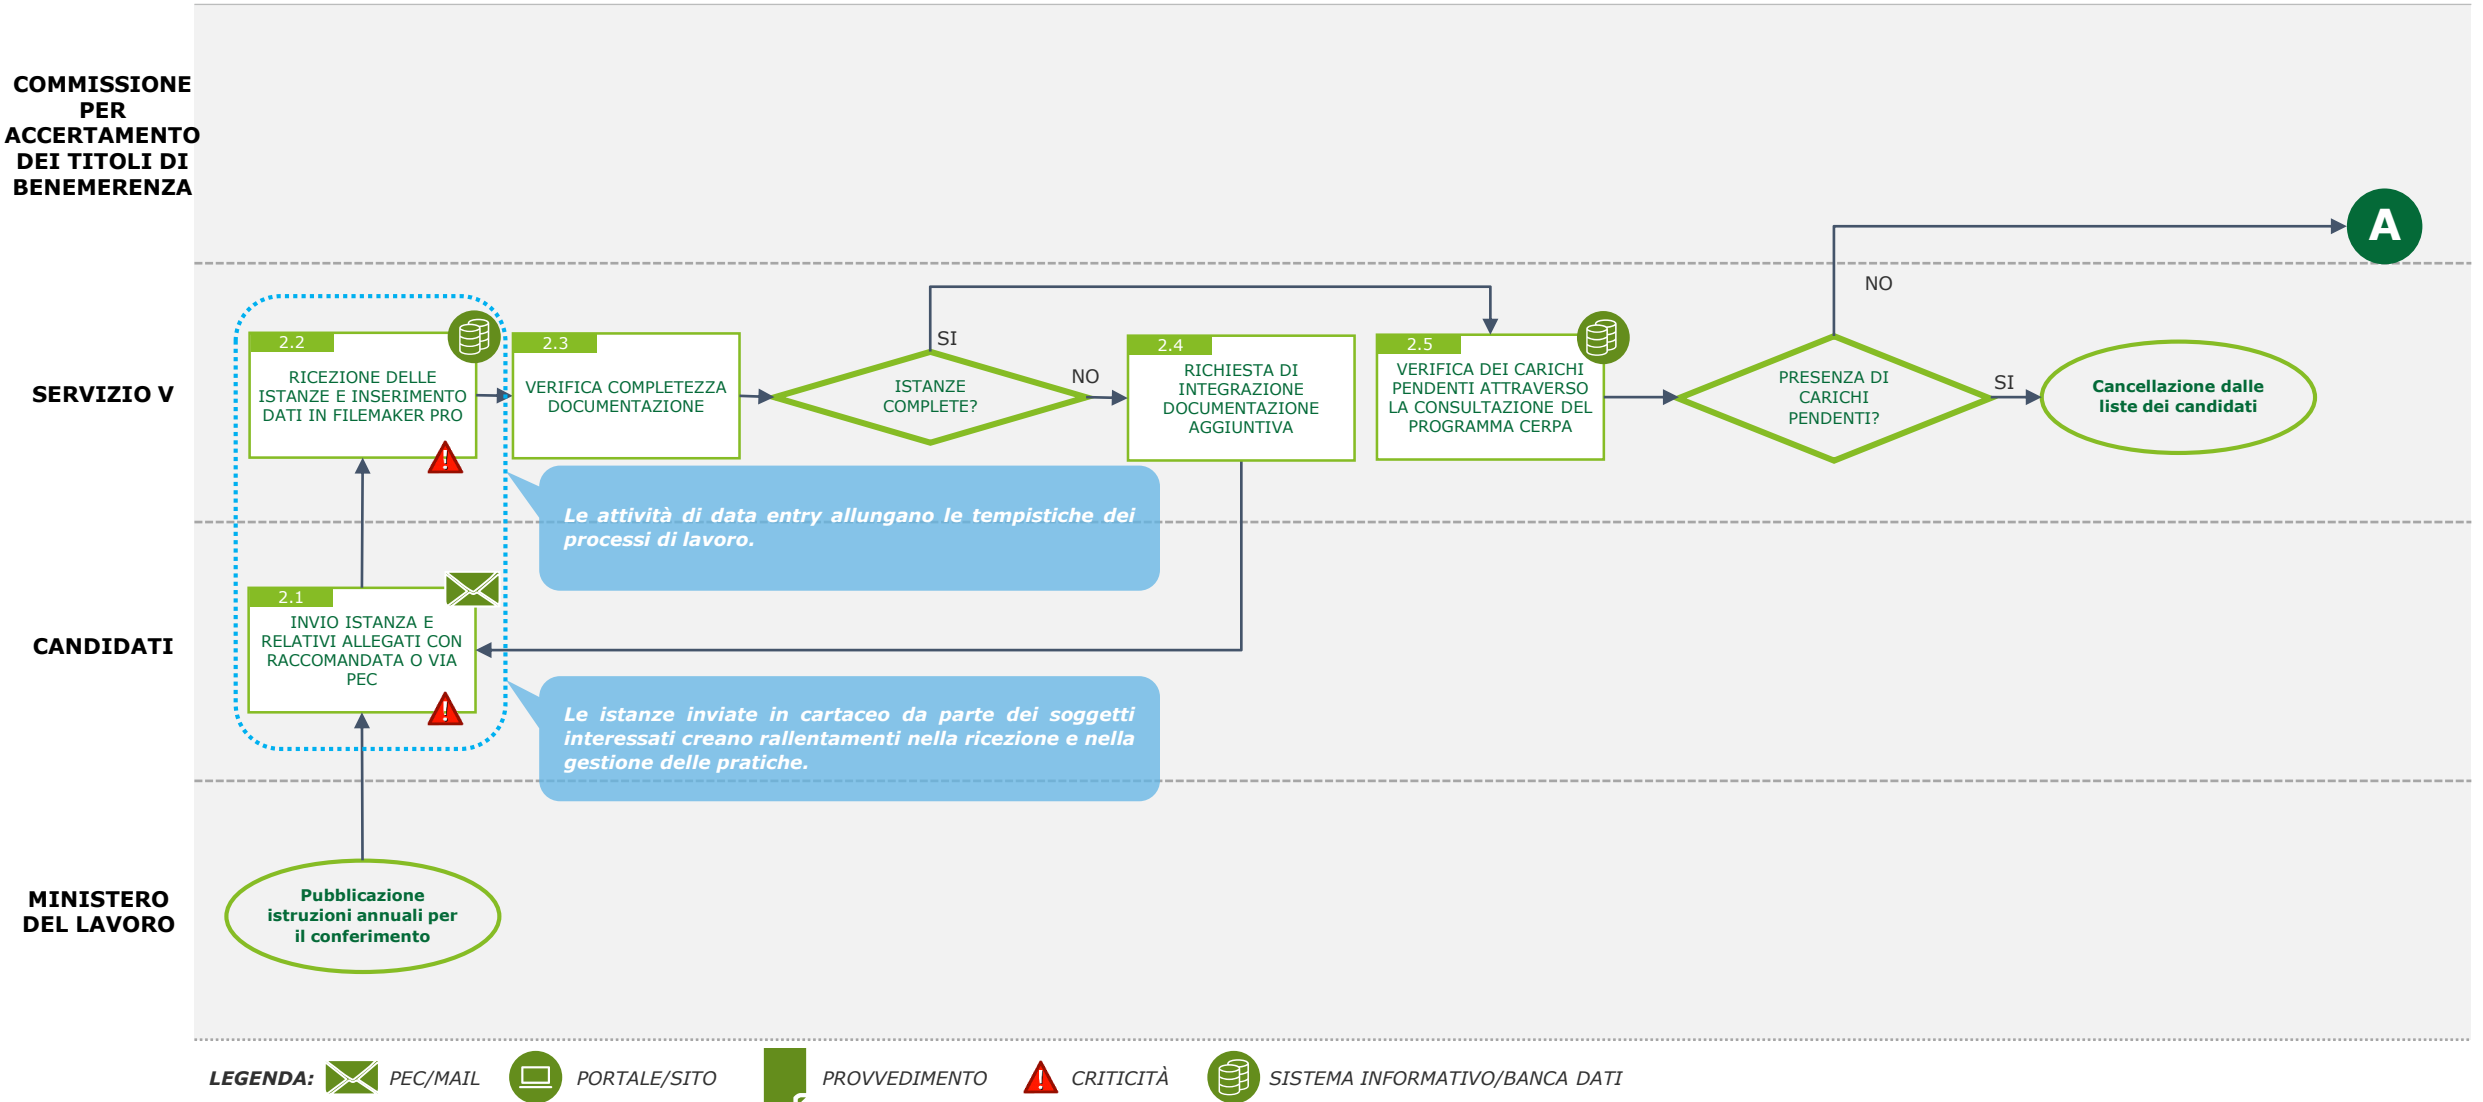 COMMISSIONE
PER
ACCERTAMENTO
DEI TITOLI DI
BENEMERENZA
A
NO
SERVIZIO V
2.2
RICEZIONE DELLE
ISTANZE E INSERIMENTO
DATI IN FILEMAKER PRO
2.3
VERIFICA COMPLETEZZA
DOCUMENTAZIONE
SI
ISTANZE
COMPLETE?
NO
2.4
RICHIESTA DI
INTEGRAZIONE
DOCUMENTAZIONE
AGGIUNTIVA
2.5
VERIFICA DEI CARICHI
PENDENTI ATTRAVERSO
LA CONSULTAZIONE DEL
PROGRAMMA CERPA
PRESENZA DI
CARICHI
PENDENTI?
SI
Cancellazione dalle
liste dei candidati
Le attività di data entry allungano le tempistiche dei
processi di lavoro.
CANDIDATI
2.1
INVIO ISTANZA E
RELATIVI ALLEGATI CON
RACCOMANDATA O VIA
PEC
Le istanze inviate in cartaceo da parte dei soggetti
interessati creano rallentamenti nella ricezione e nella
gestione delle pratiche.
MINISTERO
DEL LAVORO
Pubblicazione
istruzioni annuali per
il conferimento
LEGENDA: PEC/MAIL PORTALE/SITO PROVVEDIMENTO CRITICITÀ SISTEMA INFORMATIVO/BANCA DATI